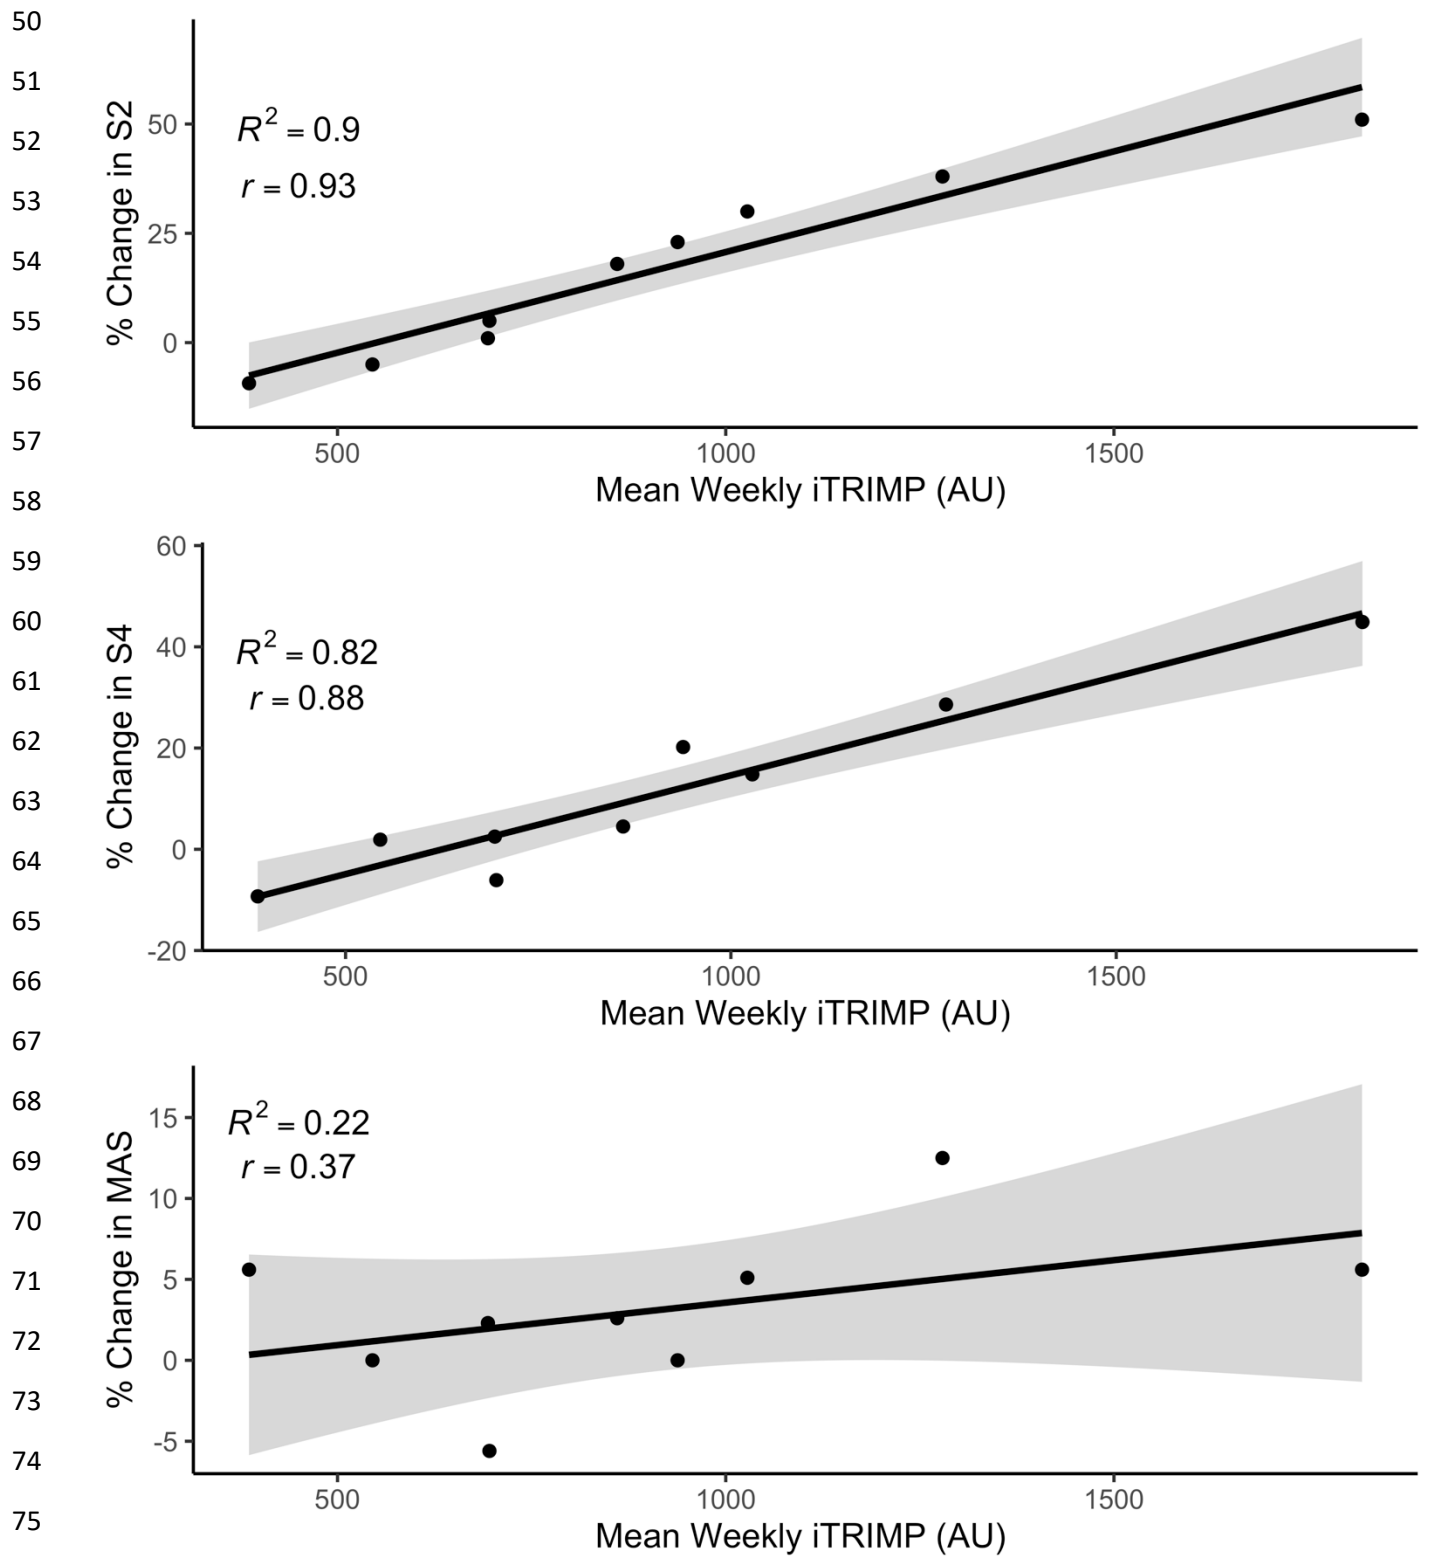 50
51
52
53
54
55
56
57
58
59
60
61
62
63
64
65
66
67
68
69
70
71
72
73
74
75
% Change in S2
50
25
0
R² = 0.9
r = 0.93
500 1000 1500
Mean Weekly iTRIMP (AU)
% Change in S4
60
40
20
0
-20
R² = 0.82
r = 0.88
500 1000 1500
Mean Weekly iTRIMP (AU)
% Change in MAS
15
10
5
0
-5
R² = 0.22
r = 0.37
500 1000 1500
Mean Weekly iTRIMP (AU)